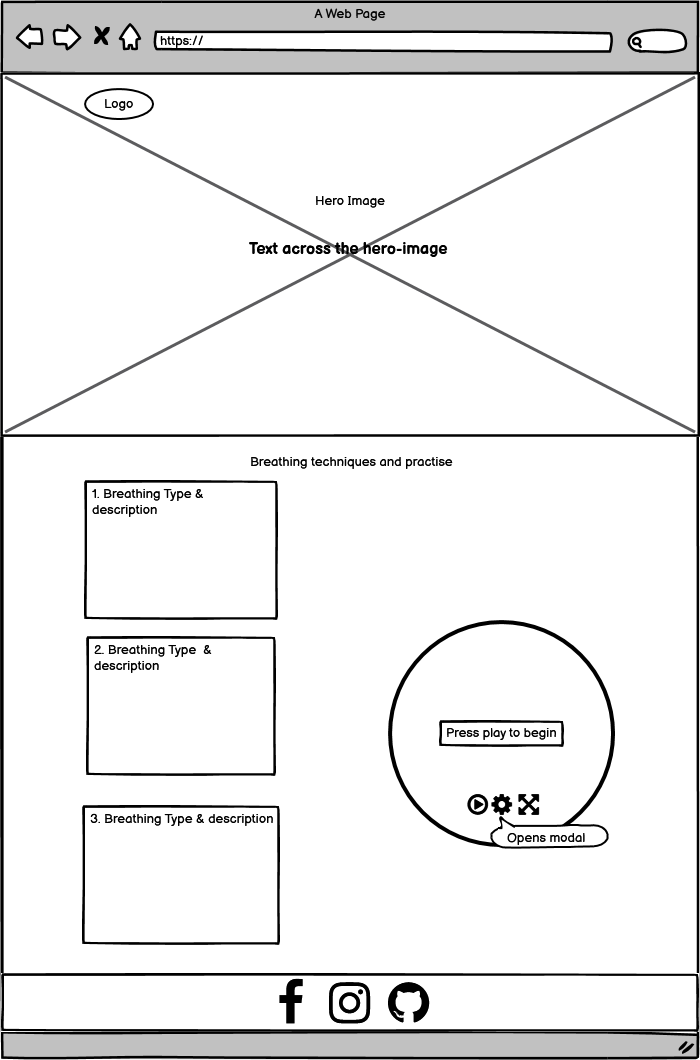 A Web Page
https://
Logo
Hero Image
Text across the hero-image
Breathing techniques and practise
1. Breathing Type &
description
2. Breathing Type &
description
3. Breathing Type & description
Press play to begin
Opens modal